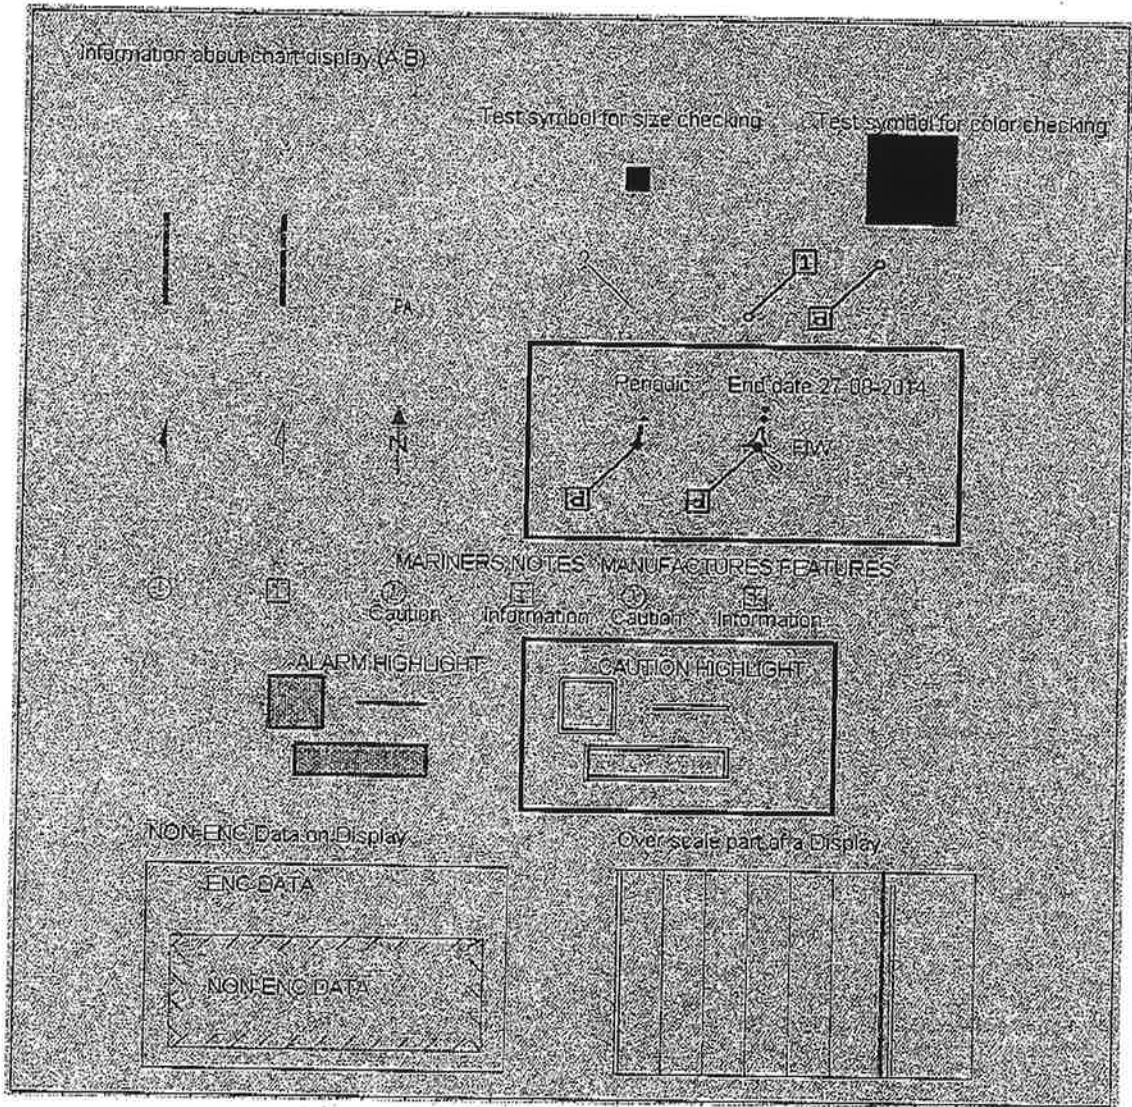 Information about chart display (A B)
Test symbol for size checking
Test symbol for color checking
1
a
PA
Periodic
End date 27-08-2014
N
FlW
d
d
MARINERS NOTES
MANUFACTURES FEATURES
Caution
Information
Caution
Information
ALARM HIGHLIGHT
CAUTION HIGHLIGHT
NON-ENC Data on Display
Over scale part of a Display
ENC DATA
NON-ENC DATA